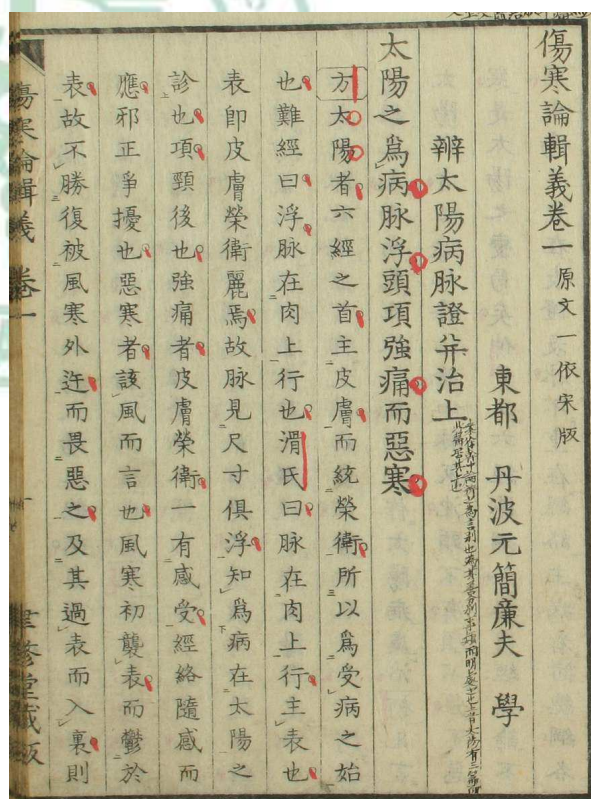 傷寒論輯義卷一 原文一依宋版
東都 丹波元簡廉夫 學
辨太陽病脉證并治上
太陽之爲病脉浮頭項強痛而惡寒
方太陽者六經之首主皮膚而統榮衛所以爲受病之始
也難經曰浮脉在肉上行也滑氏曰脉在肉上行主表也
表卽皮膚榮衛麗焉故脉見尺寸俱浮知爲病在太陽之
診也項頸後也強痛者皮膚榮衛一有感受經絡隨感而
應邪正爭擾也惡寒者該風而言也風寒初襲表而鬱於
表故不勝復被風寒外迕而畏惡之及其過表而入裏則
傷寒論輯義 卷一 一 聿修堂藏版